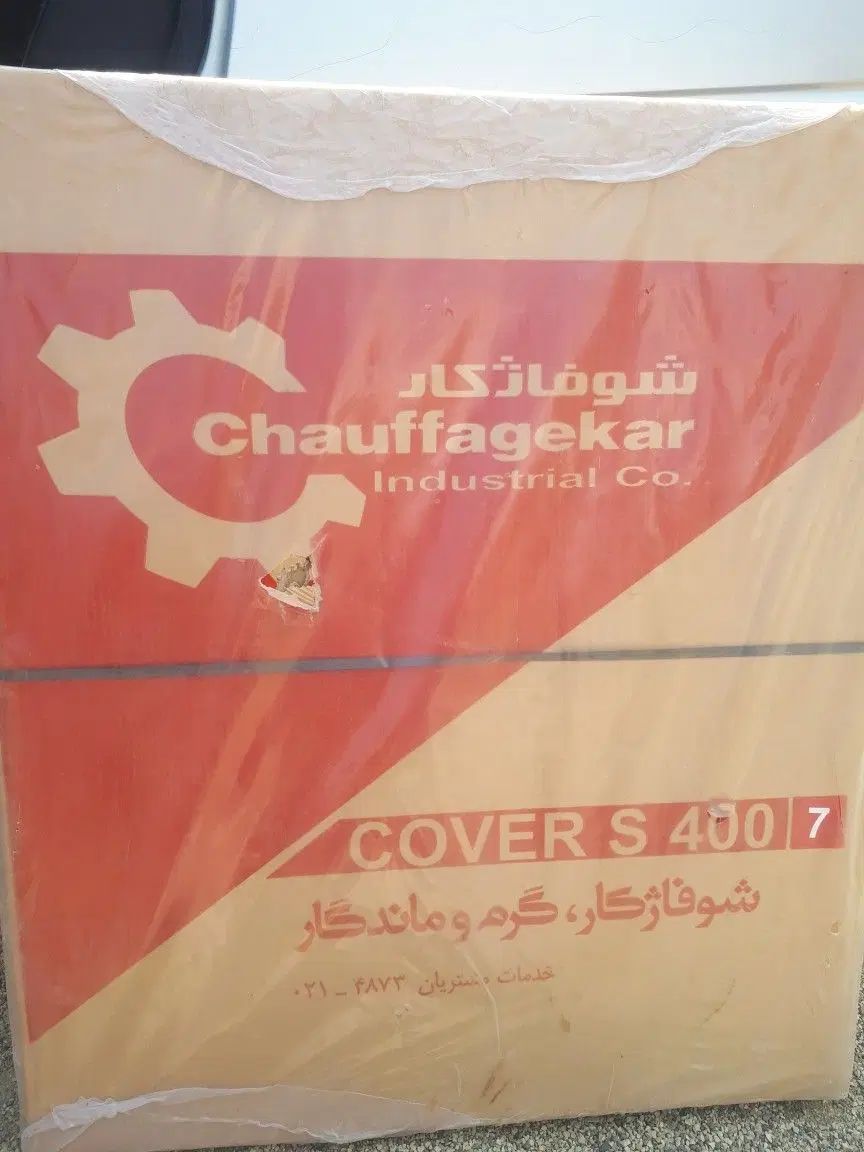 شوفاژکار
Chauffagekar
Industrial Co.
COVER S 400 7
شوفاژکار، گرم و ماندگار
خدمات مشتریان ۴۸۷۳ - ۰۲۱